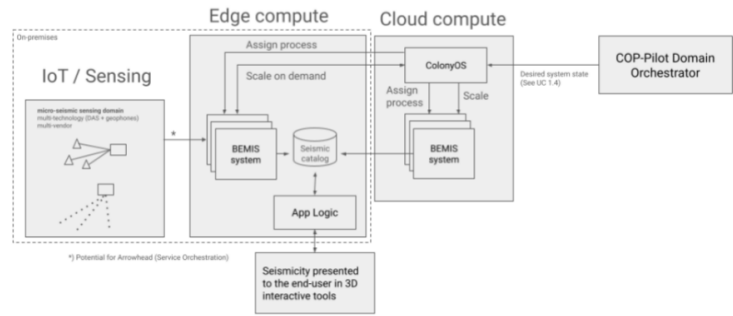 Edge compute
Cloud compute
On-premises
IoT / Sensing
micro-seismic sensing domain
multi-technology (DAS + geophones)
multi-vendor
*
Assign process
Scale on demand
BEMIS
system
Seismic
catalog
App Logic
ColonyOS
Assign
process
Scale
BEMIS
system
Desired system state
(See UC 1.4)
COP-Pilot Domain
Orchestrator
*) Potential for Arrowhead (Service Orchestration)
Seismicity presented
to the end-user in 3D
interactive tools